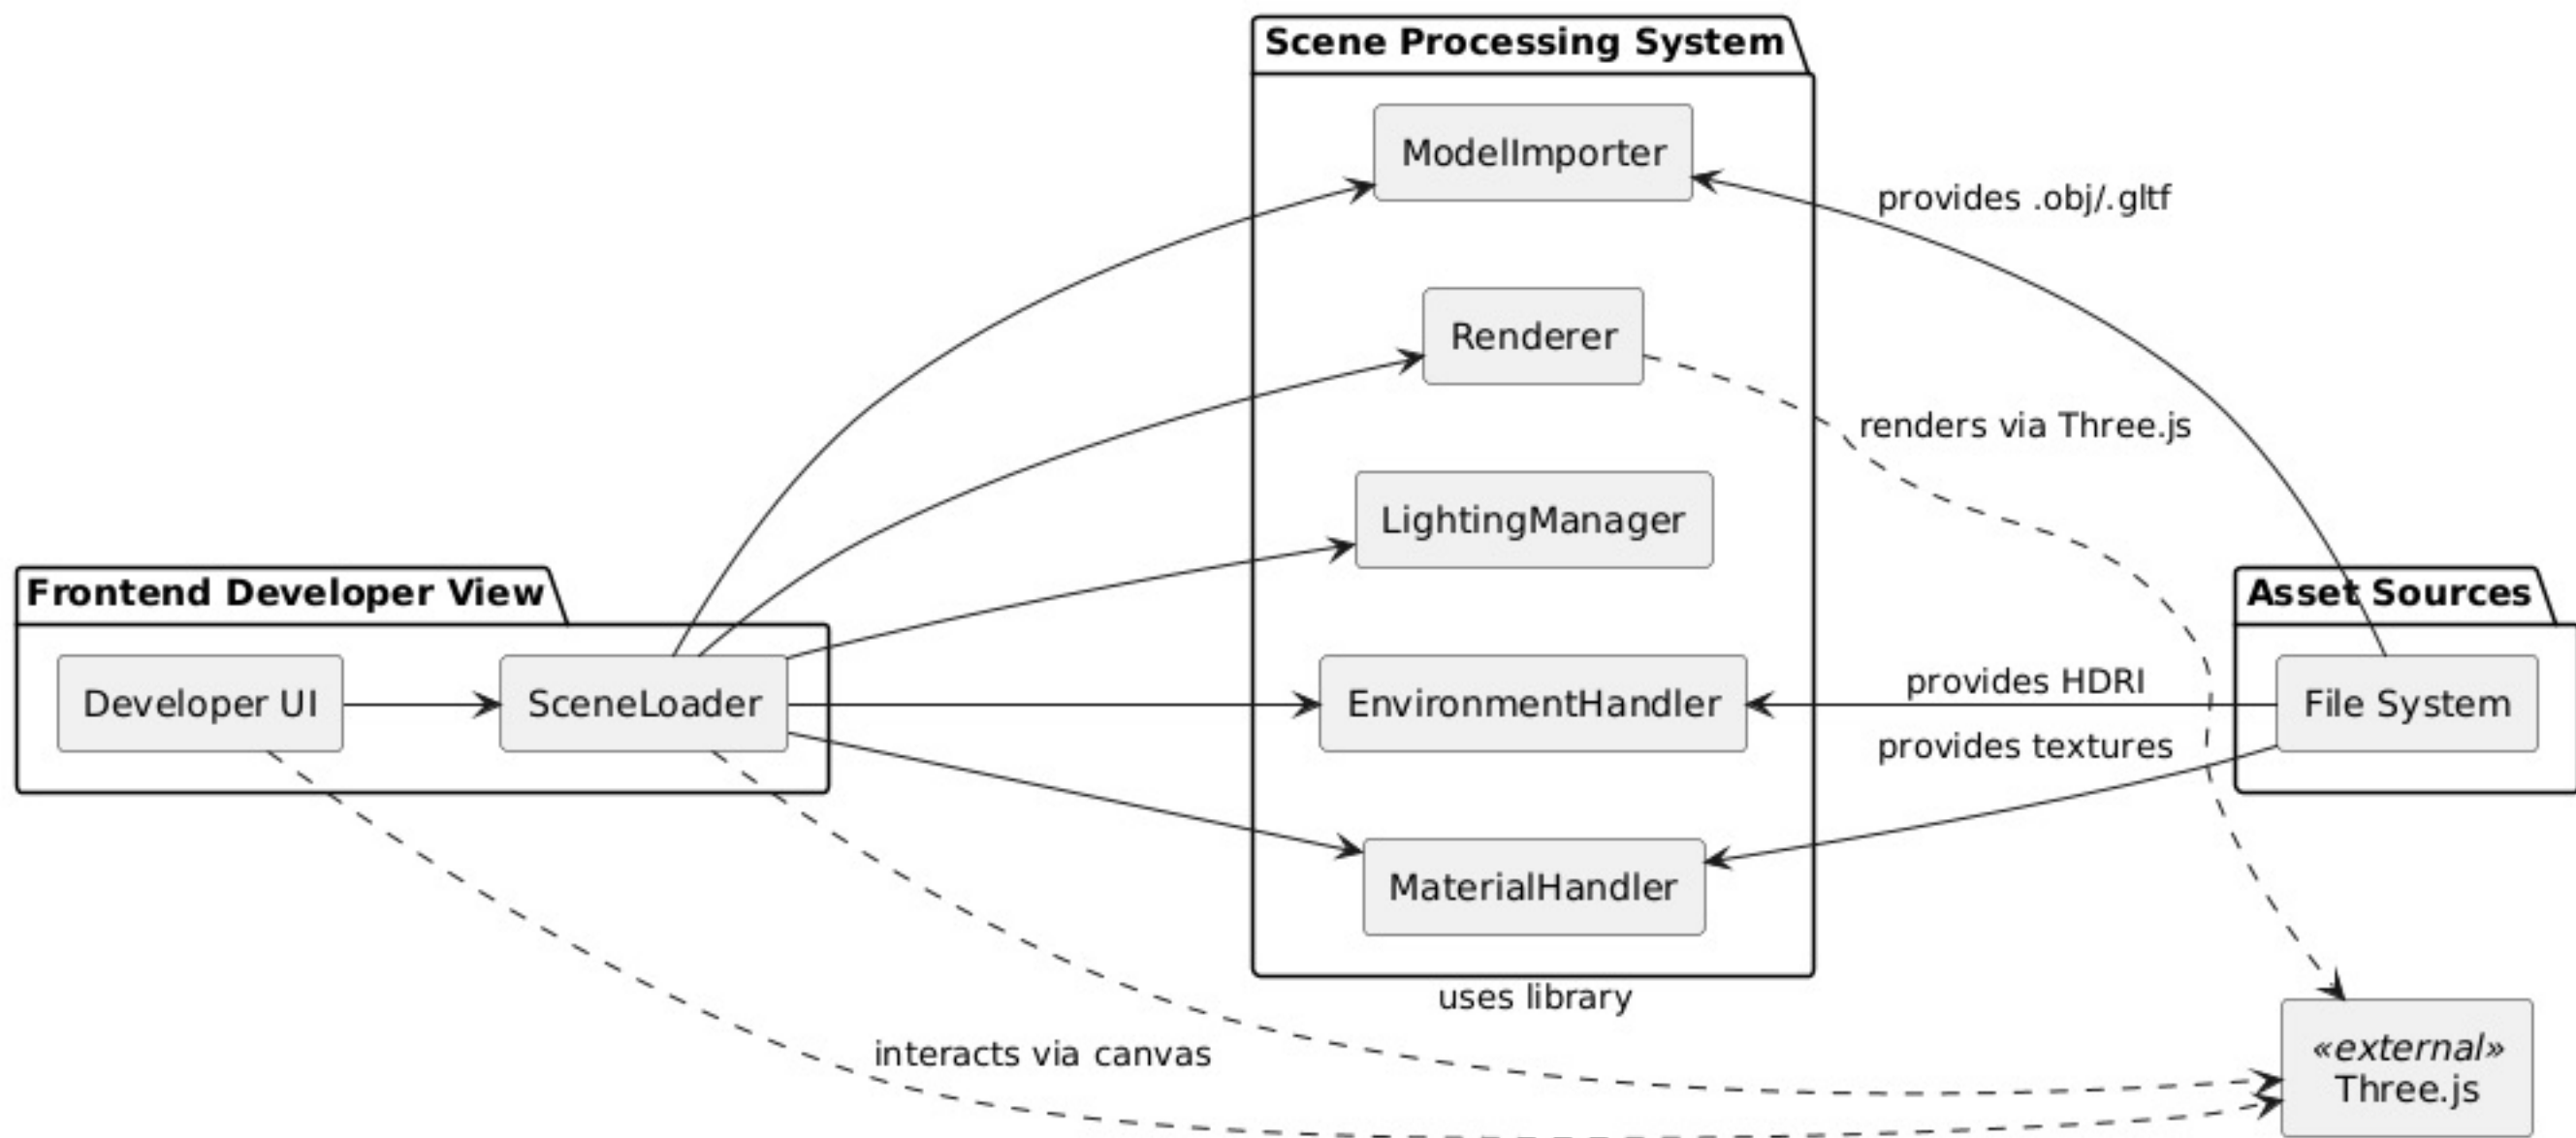 Scene Processing System
ModelImporter
provides .obj/.gltf
Renderer
renders via Three.js
LightingManager
Frontend Developer View
Asset Sources
Developer UI
SceneLoader
EnvironmentHandler
provides HDRI
File System
provides textures
MaterialHandler
uses library
interacts via canvas
«external»
Three.js